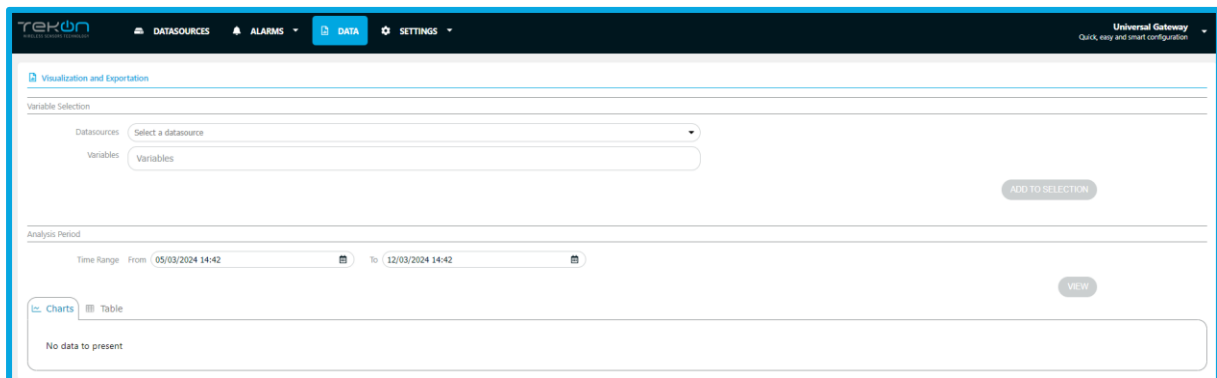 TEKON
WIRELESS SENSORS TECHNOLOGY
DATASOURCES
ALARMS
DATA
SETTINGS
Universal Gateway
Quick, easy and smart configuration
Visualization and Exportation
Variable Selection
Datasources Select a datasource
Variables Variables
ADD TO SELECTION
Analysis Period
Time Range From 05/03/2024 14:42 To 12/03/2024 14:42
VIEW
Charts Table
No data to present